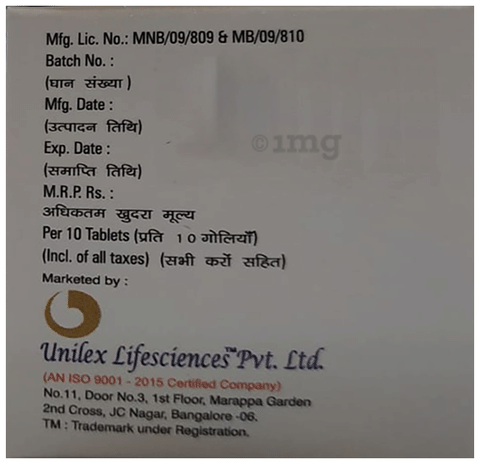 Mfg. Lic. No.: MNB/09/809 & MB/09/810
Batch No. :
(घान संख्या )
Mfg. Date :
(उत्पादन तिथि)
Exp. Date :
(समाप्ति तिथि)
M.R.P. Rs. :
अधिकतम खुदरा मूल्य
Per 10 Tablets (प्रति 10 गोलियाँ)
(Incl. of all taxes) (सभी करों सहित)
Marketed by :
Unilex Lifesciences™ Pvt. Ltd.
(AN ISO 9001 - 2015 Certified Company)
No.11, Door No.3, 1st Floor, Marappa Garden
2nd Cross, JC Nagar, Bangalore -06.
TM : Trademark under Registration.
©1mg